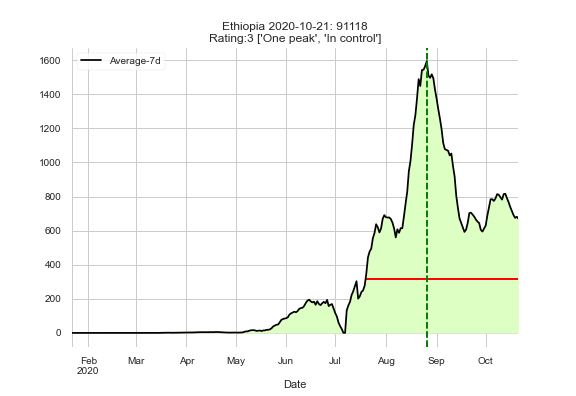 Ethiopia 2020-10-21: 91118
Rating:3 ['One peak', 'In control']
Average-7d
1600
1400
1200
1000
800
600
400
200
0
Feb Mar Apr May Jun Jul Aug Sep Oct
2020
Date